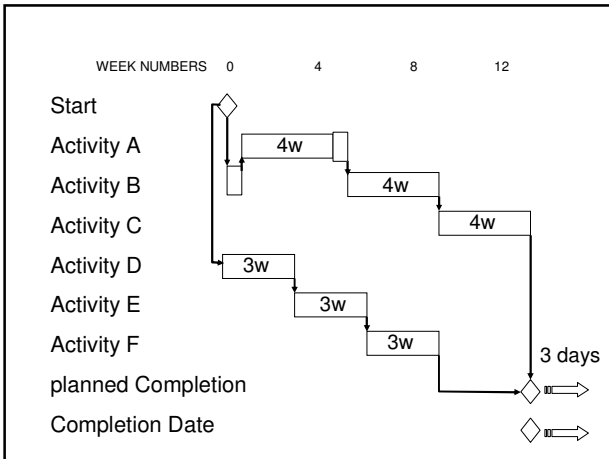 WEEK NUMBERS 0 4 8 12
Start
Activity A 4w
Activity B 4w
Activity C 4w
Activity D 3w
Activity E 3w
Activity F 3w
3 days
planned Completion
Completion Date